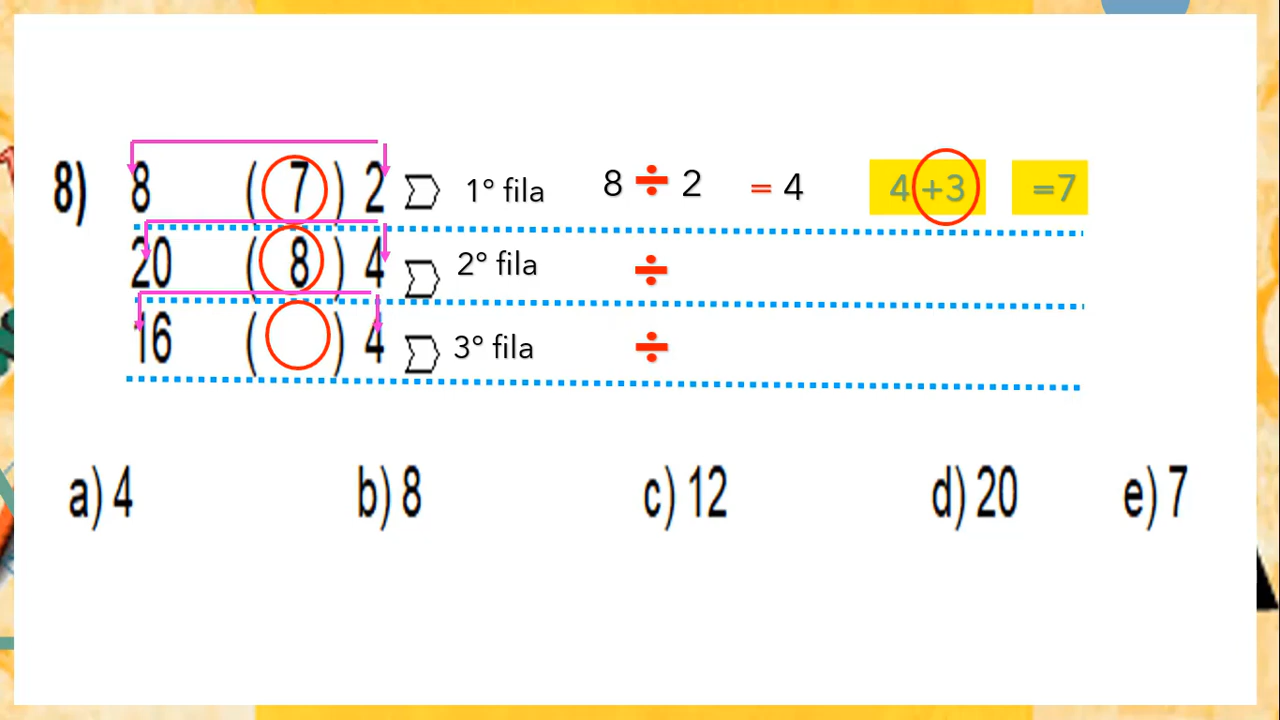 8) 8 ( 7 ) 2 1° fila 8 ÷ 2 = 4 4 +3 =7
20 ( 8 ) 4 2° fila ÷
16 ( ) 4 3° fila ÷
a) 4 b) 8 c) 12 d) 20 e) 7